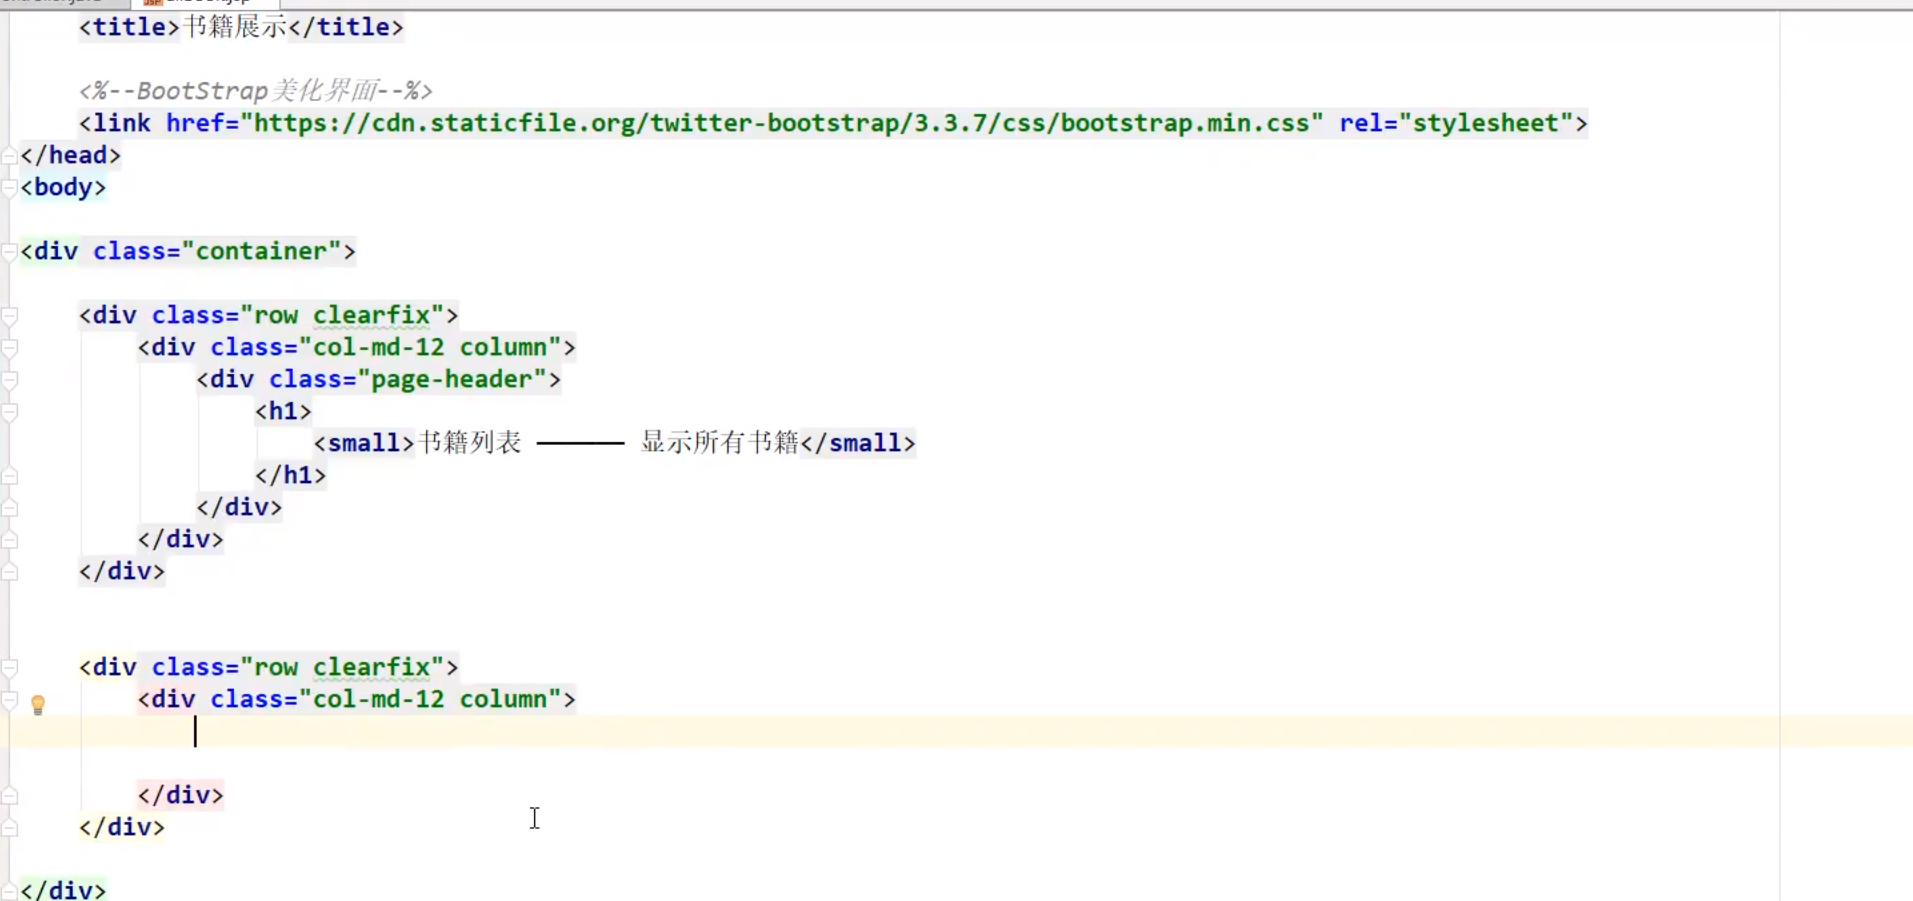 <title>书籍展示</title>
<%--BootStrap美化界面--%>
<link href="https://cdn.staticfile.org/twitter-bootstrap/3.3.7/css/bootstrap.min.css" rel="stylesheet">
</head>
<body>
<div class="container">
<div class="row clearfix">
<div class="col-md-12 column">
<div class="page-header">
<h1>
<small>书籍列表 ———— 显示所有书籍</small>
</h1>
</div>
</div>
</div>
<div class="row clearfix">
<div class="col-md-12 column">
</div>
</div>
</div>